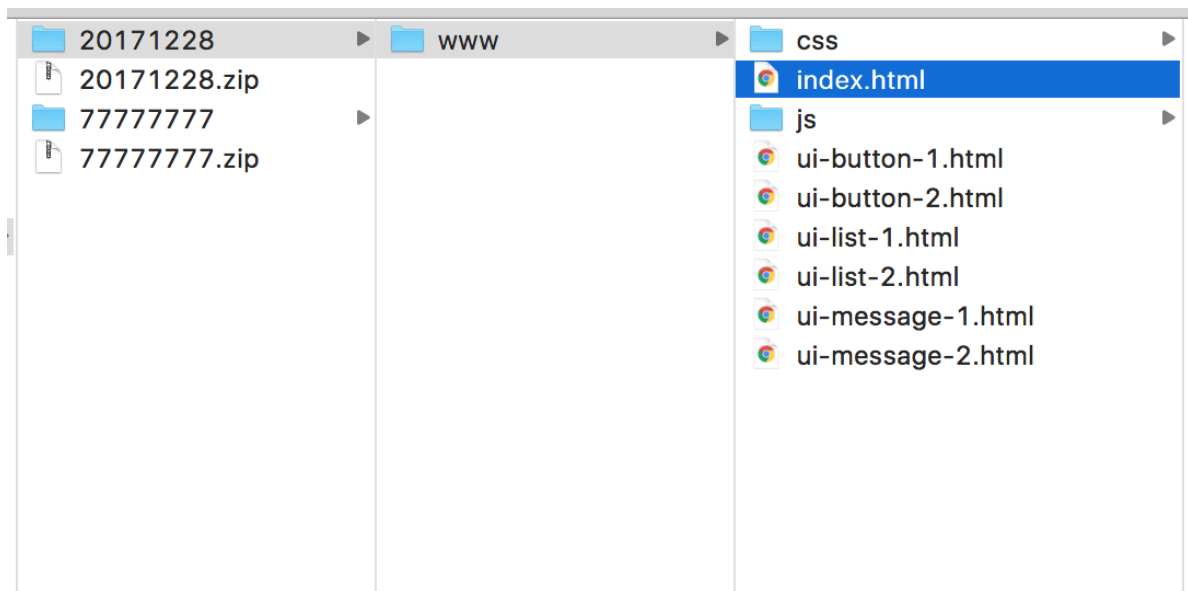 20171228
20171228.zip
77777777
77777777.zip
www
css
index.html
js
ui-button-1.html
ui-button-2.html
ui-list-1.html
ui-list-2.html
ui-message-1.html
ui-message-2.html